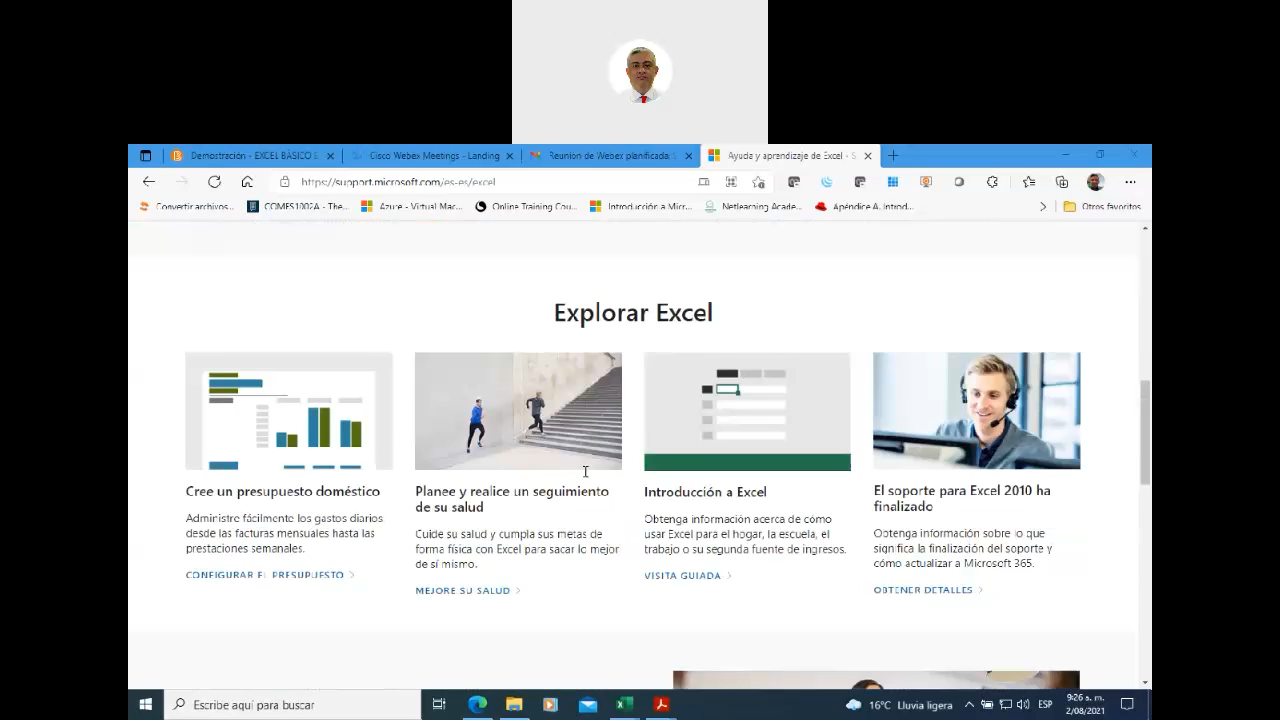 Demostración - EXCEL BÁSICO S
Cisco Webex Meetings - Landing
Reunion de Webex planificada:
Ayuda y aprendizaje de Excel - S
https://support.microsoft.com/es-es/excel
Convertir archivos...
COMES1002A - The...
Azure - Virtual Mac...
Online Training Cou...
Introducción a Micr...
Netlearning Acade...
Apéndice A. Introd...
Otros favoritos
Explorar Excel
Cree un presupuesto doméstico
Administre fácilmente los gastos diarios
desde las facturas mensuales hasta las
prestaciones semanales.
CONFIGURAR EL PRESUPUESTO
Planee y realice un seguimiento
de su salud
Cuide su salud y cumpla sus metas de
forma física con Excel para sacar lo mejor
de sí mismo.
MEJORE SU SALUD
Introducción a Excel
Obtenga información acerca de cómo
usar Excel para el hogar, la escuela, el
trabajo o su segunda fuente de ingresos.
VISITA GUIADA
El soporte para Excel 2010 ha
finalizado
Obtenga información sobre lo que
significa la finalización del soporte y
cómo actualizar a Microsoft 365.
OBTENER DETALLES
Escribe aquí para buscar
16°C Lluvia ligera
ESP
9:26 a. m.
2/08/2021